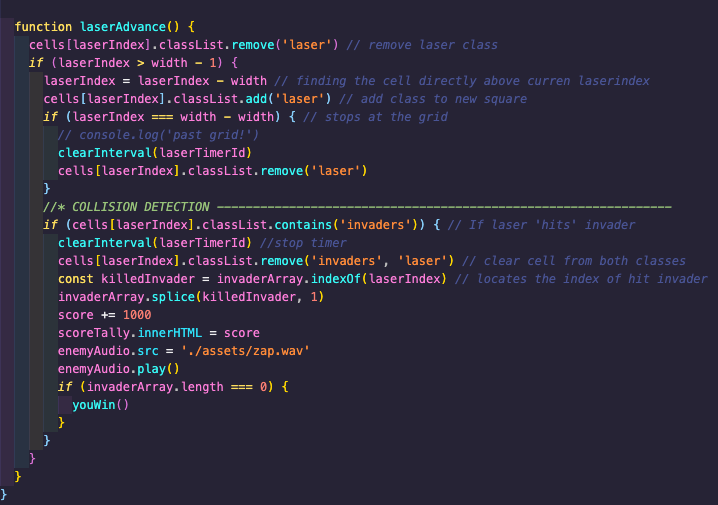 function laserAdvance() {
cells[laserIndex].classList.remove('laser') // remove laser class
if (laserIndex > width - 1) {
laserIndex = laserIndex - width // finding the cell directly above curren laserindex
cells[laserIndex].classList.add('laser') // add class to new square
if (laserIndex === width - width) { // stops at the grid
// console.log('past grid!')
clearInterval(laserTimerId)
cells[laserIndex].classList.remove('laser')
}
//* COLLISION DETECTION ---------------------------------------------------------------
if (cells[laserIndex].classList.contains('invaders')) { // If laser 'hits' invader
clearInterval(laserTimerId) //stop timer
cells[laserIndex].classList.remove('invaders', 'laser') // clear cell from both classes
const killedInvader = invaderArray.indexOf(laserIndex) // locates the index of hit invader
invaderArray.splice(killedInvader, 1)
score += 1000
scoreTally.innerHTML = score
enemyAudio.src = './assets/zap.wav'
enemyAudio.play()
if (invaderArray.length === 0) {
youWin()
}
}
}
}
}